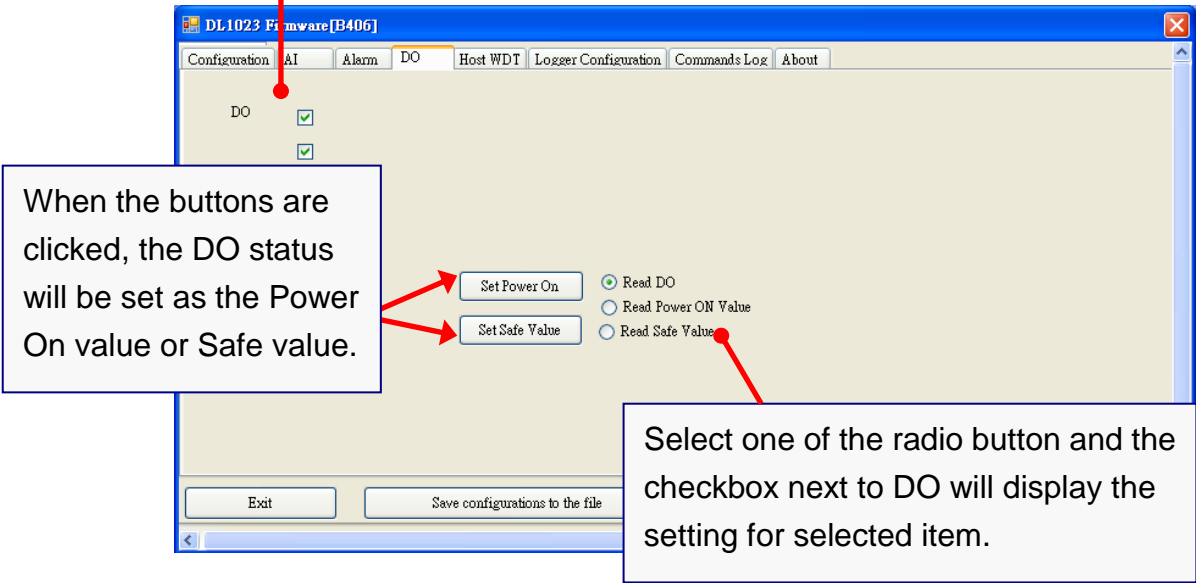 DL1023 Firmware[B406]
Configuration AI Alarm DO Host WDT Logger Configuration Commands Log About
DO
When the buttons are
clicked, the DO status
will be set as the Power
On value or Safe value.
Set Power On
Read DO
Read Power ON Value
Set Safe Value
Read Safe Value
Select one of the radio button and the
checkbox next to DO will display the
setting for selected item.
Exit
Save configurations to the file